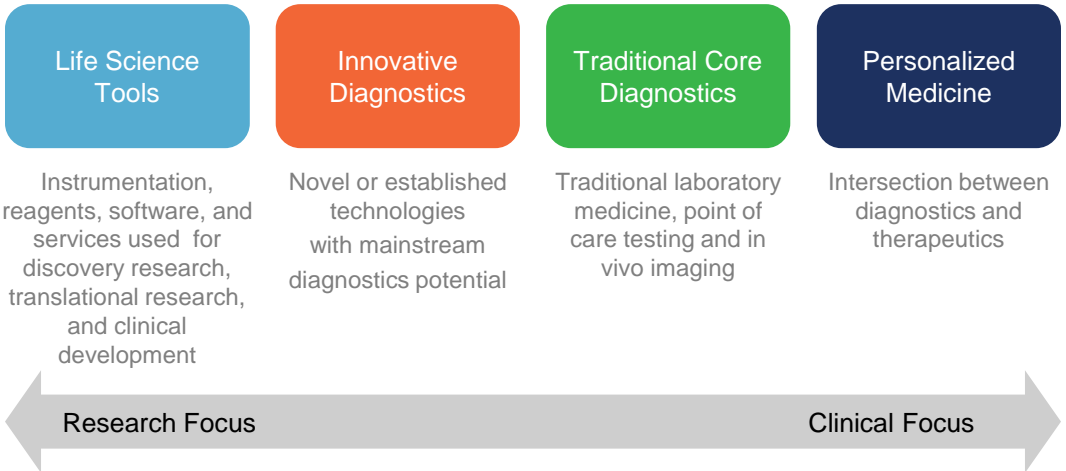 Life Science
Tools
Innovative
Diagnostics
Traditional Core
Diagnostics
Personalized
Medicine
Instrumentation,
reagents, software, and
services used for
discovery research,
translational research,
and clinical
development
Novel or established
technologies
with mainstream
diagnostics potential
Traditional laboratory
medicine, point of
care testing and in
vivo imaging
Intersection between
diagnostics and
therapeutics
Research Focus
Clinical Focus